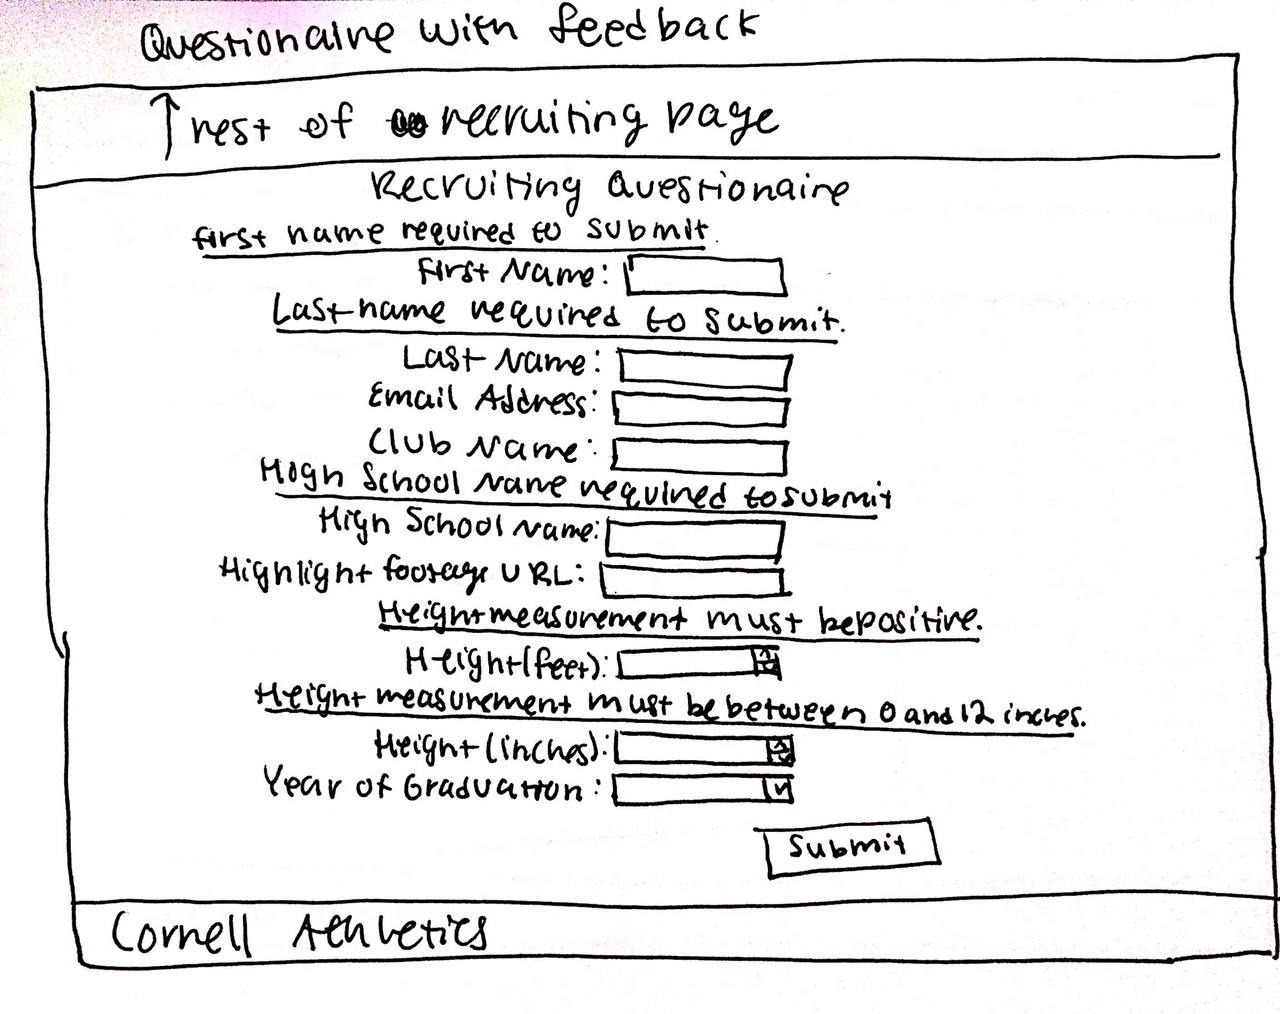 Questionaire with feedback
↑ rest of recruiting page
Recruiting Questionaire
first name required to submit.
First Name:
Last name required to submit.
Last Name:
Email Address:
Club Name:
High School Name required to submit
High School Name:
Highlight footage URL:
Height measurement must be positive.
Height (feet):
Height measurement must be between 0 and 12 inches.
Height (inches):
Year of Graduation:
Submit
Cornell Athletics